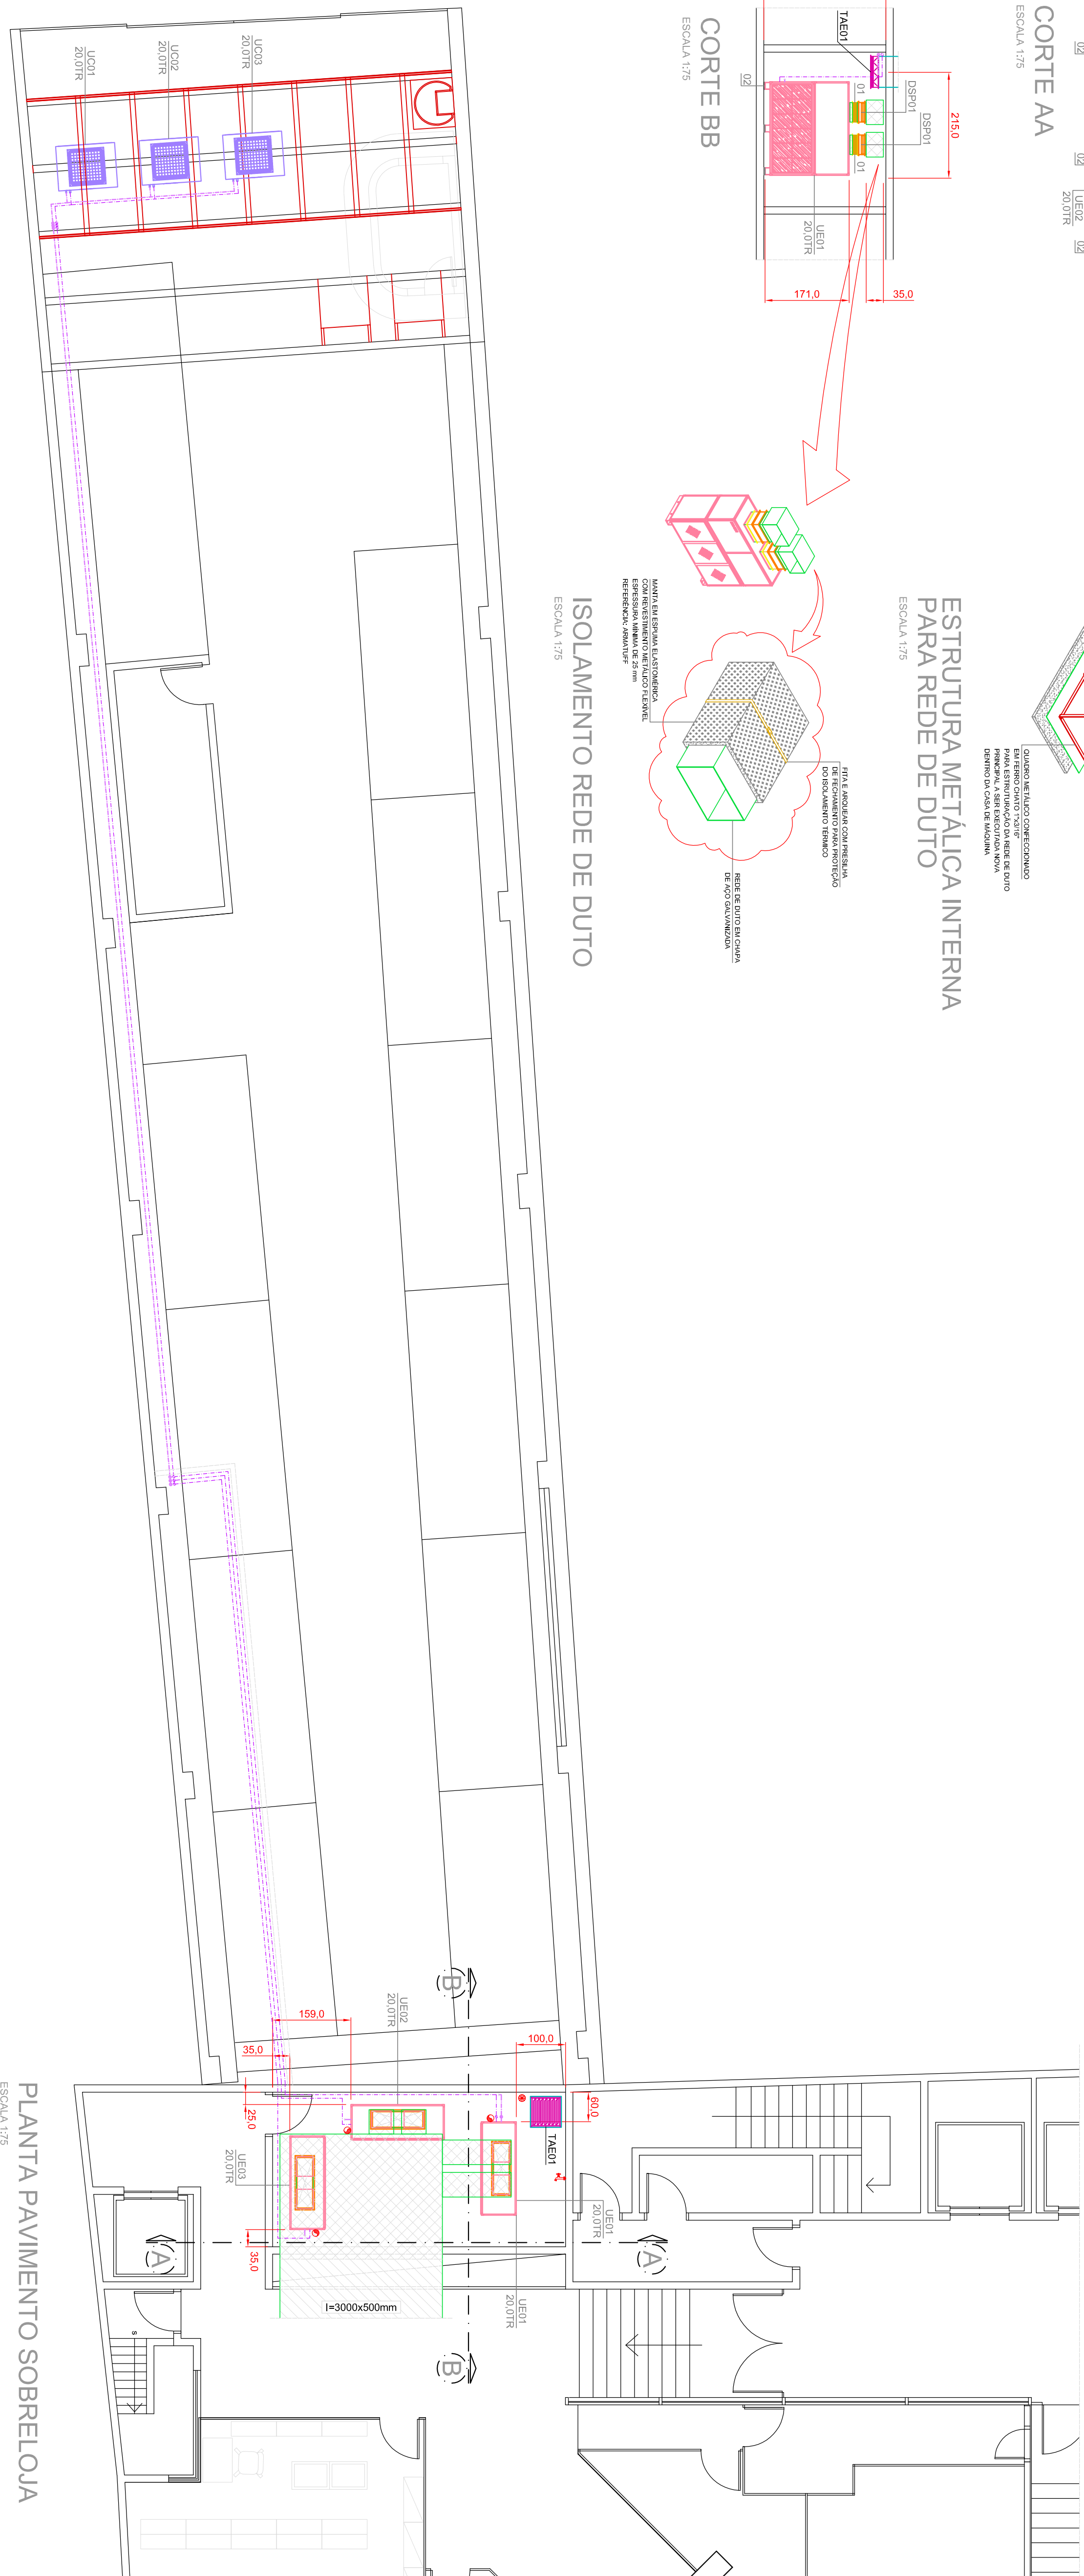 CORTE AA
ESCALA 1:75
02
02
UE02
20,0TR
02
CORTE BB
ESCALA 1:75
TAE01
02
01
DSP01
DSP01
01
215,0
UE01
20,0TR
171,0
35,0
ESTRUTURA METÁLICA INTERNA
PARA REDE DE DUTO
ESCALA 1:75
QUADRO METÁLICO CONFECCIONADO
EM FERRO CHATO 1"x3/16"
PARA ESTRUTURAÇÃO DA REDE DE DUTO
PRINCIPAL A SER EXECUTADA NOVA
DENTRO DA CASA DE MÁQUINA
ISOLAMENTO REDE DE DUTO
ESCALA 1:75
MANTA EM ESPUMA ELASTOMÉRICA
COM REVESTIMENTO METÁLICO FLEXIVEL
ESPESSURA MINIMA DE 25 mm
REFERÊNCIA: ARMATUFF
FITA E ARQUEAR COM PRESILHA
DE FECHAMENTO PARA PROTEÇÃO
DO ISOLAMENTO TÉRMICO
REDE DE DUTO EM CHAPA
DE AÇO GALVANIZADA
UC01
20,0TR
UC02
20,0TR
UC03
20,0TR
B
159,0
35,0
25,0
UE02
20,0TR
100,0
60,0
TAE01
UE03
20,0TR
UE01
20,0TR
35,0
A
A
UE01
20,0TR
I=3000x500mm
B
S
PLANTA PAVIMENTO SOBRELOJA
ESCALA 1:75